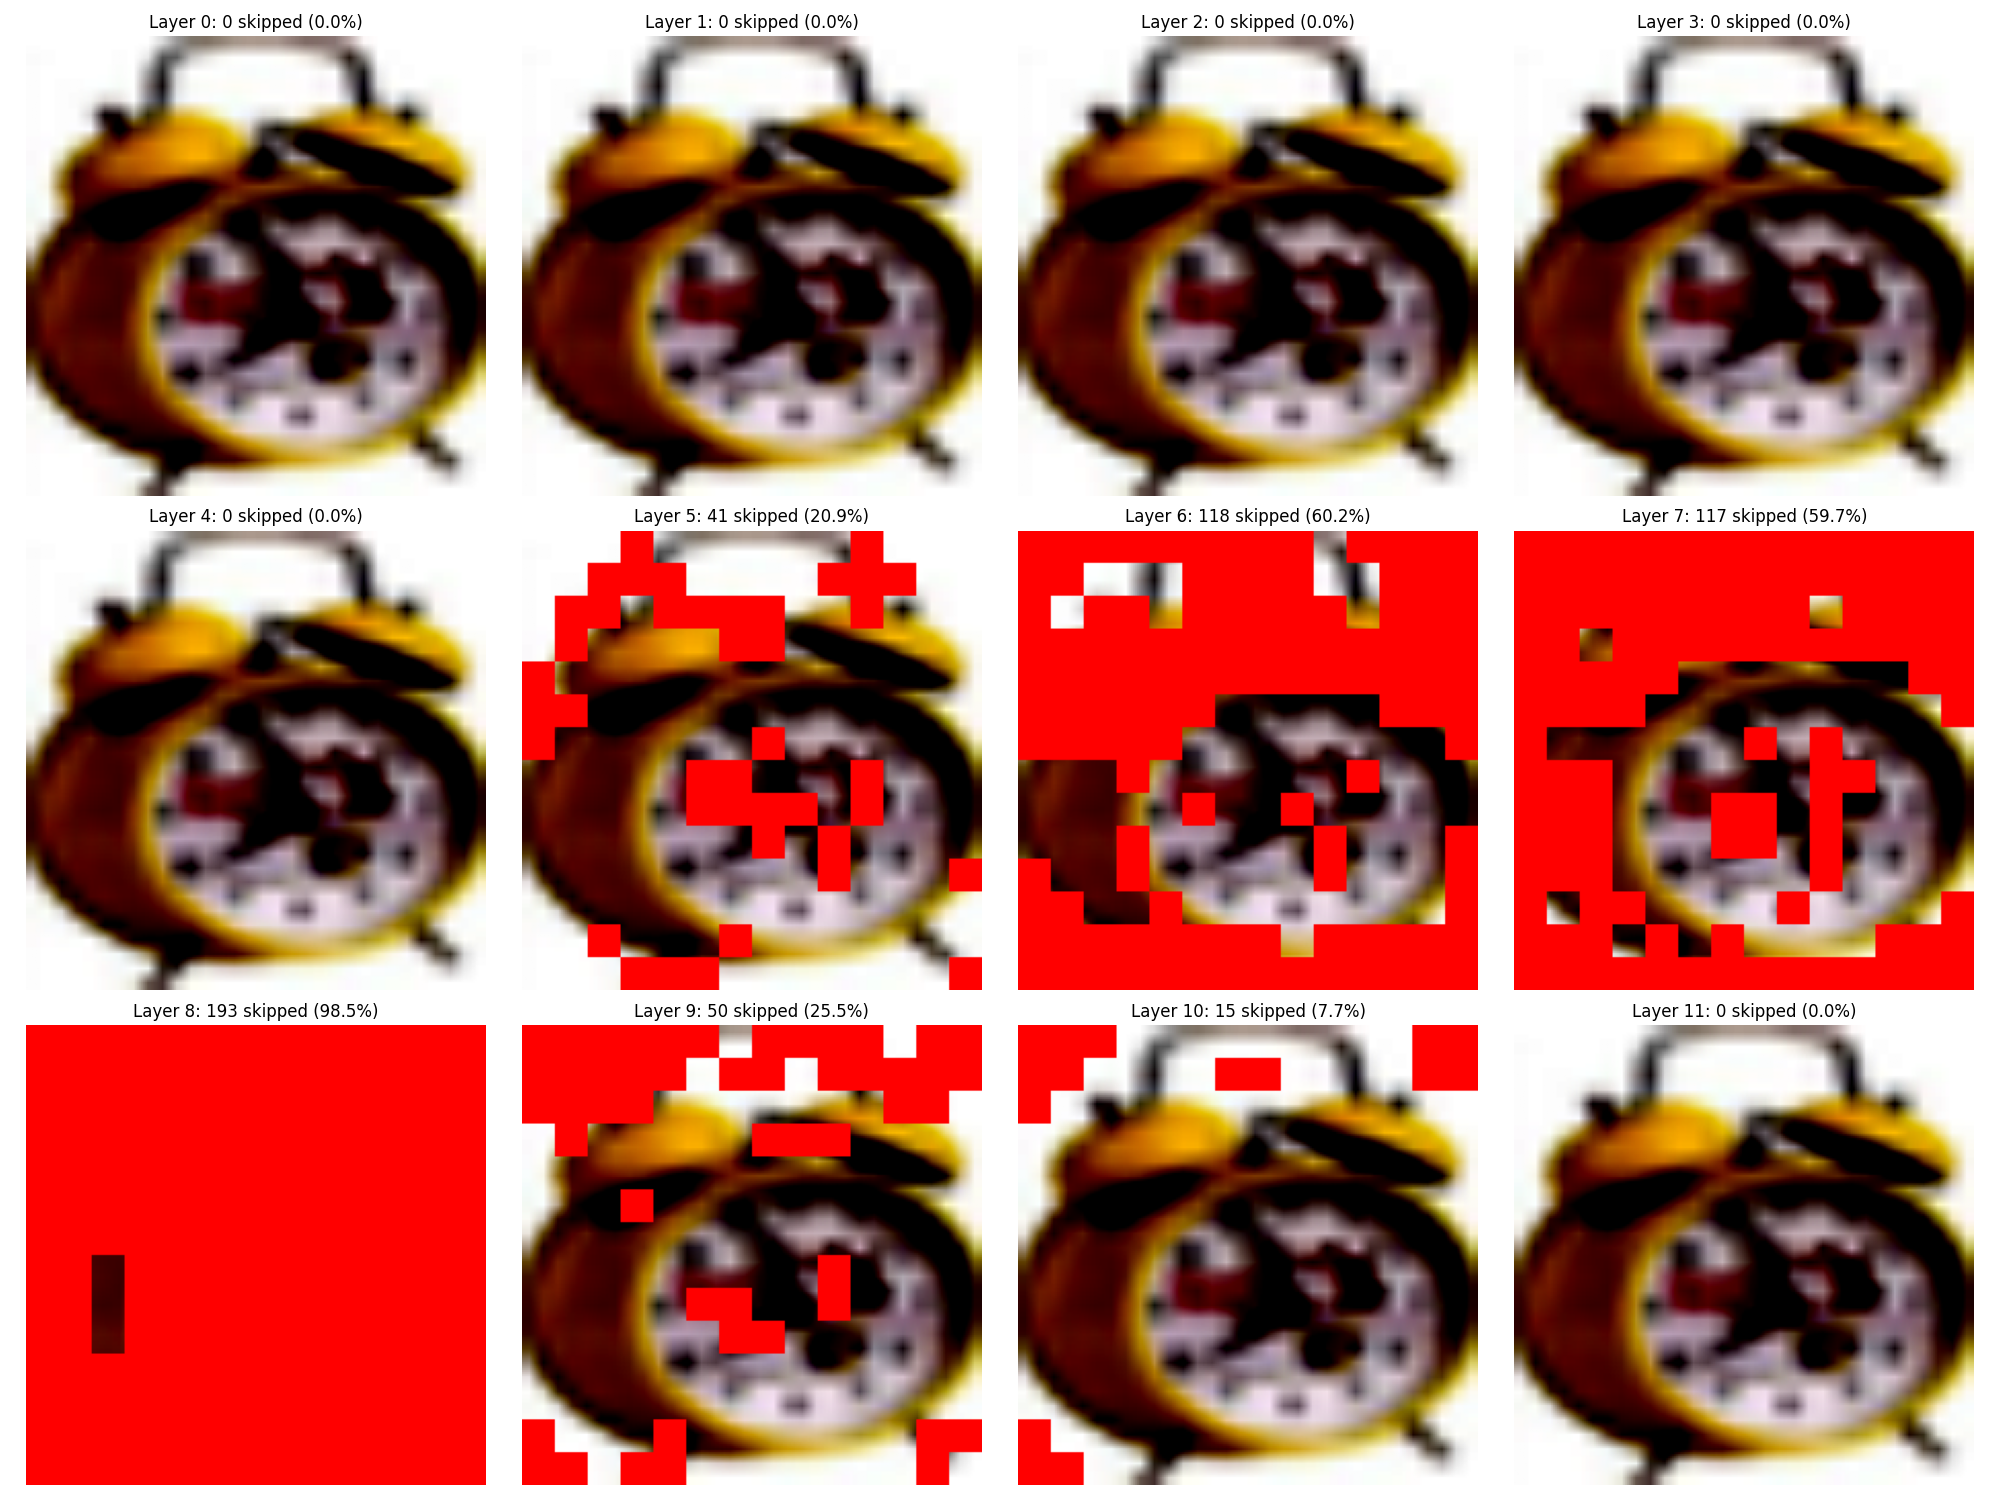 Layer 0: 0 skipped (0.0%)
Layer 1: 0 skipped (0.0%)
Layer 2: 0 skipped (0.0%)
Layer 3: 0 skipped (0.0%)
Layer 4: 0 skipped (0.0%)
Layer 5: 41 skipped (20.9%)
Layer 6: 118 skipped (60.2%)
Layer 7: 117 skipped (59.7%)
Layer 8: 193 skipped (98.5%)
Layer 9: 50 skipped (25.5%)
Layer 10: 15 skipped (7.7%)
Layer 11: 0 skipped (0.0%)